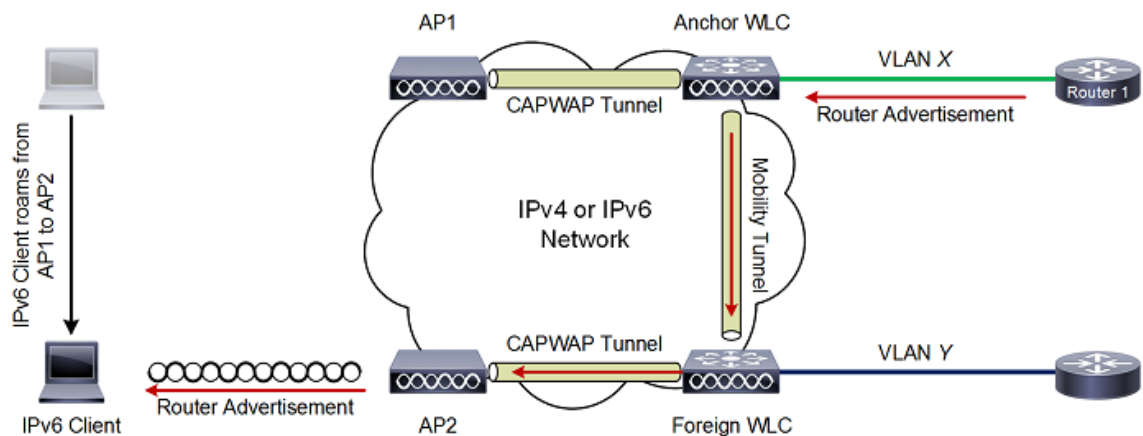 AP1
Anchor WLC
VLAN X
Router 1
CAPWAP Tunnel
Router Advertisement
IPv6 Client roams from
AP1 to AP2
IPv4 or IPv6
Network
Mobility Tunnel
CAPWAP Tunnel
VLAN Y
Router Advertisement
IPv6 Client
AP2
Foreign WLC